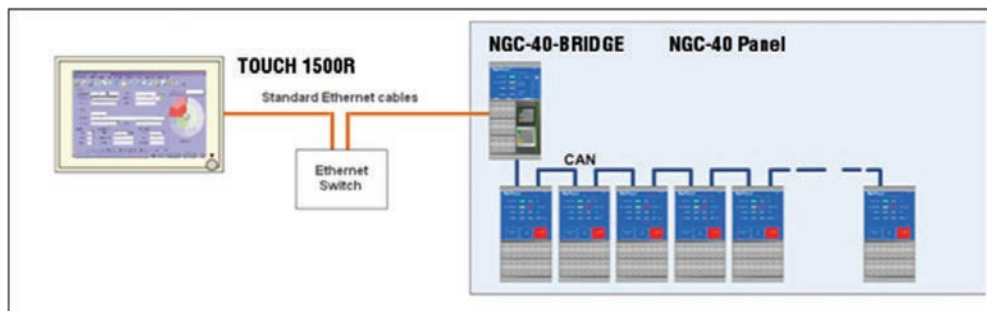 NGC-40-BRIDGE NGC-40 Panel
TOUCH 1500R
Standard Ethernet cables
Ethernet
Switch
CAN